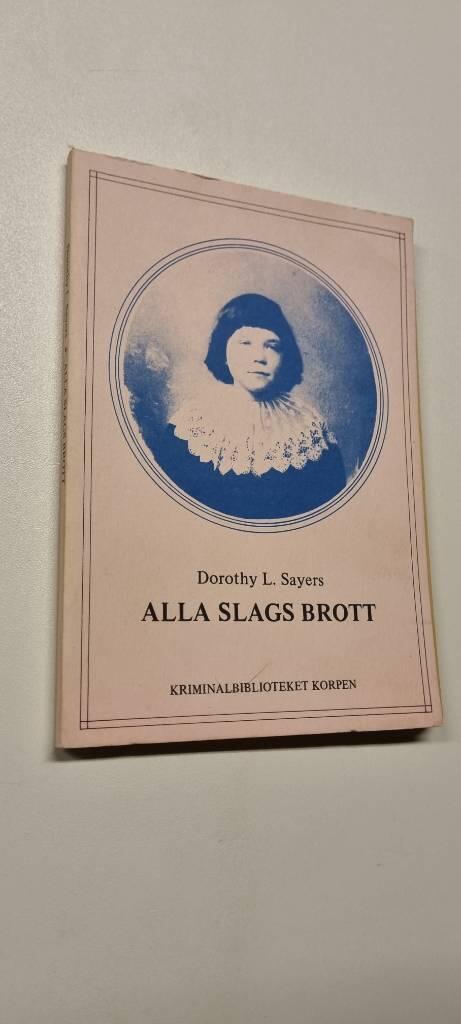 Dorothy L. Sayers
ALLA SLAGS BROTT
KRIMINALBIBLIOTEKET KORPEN